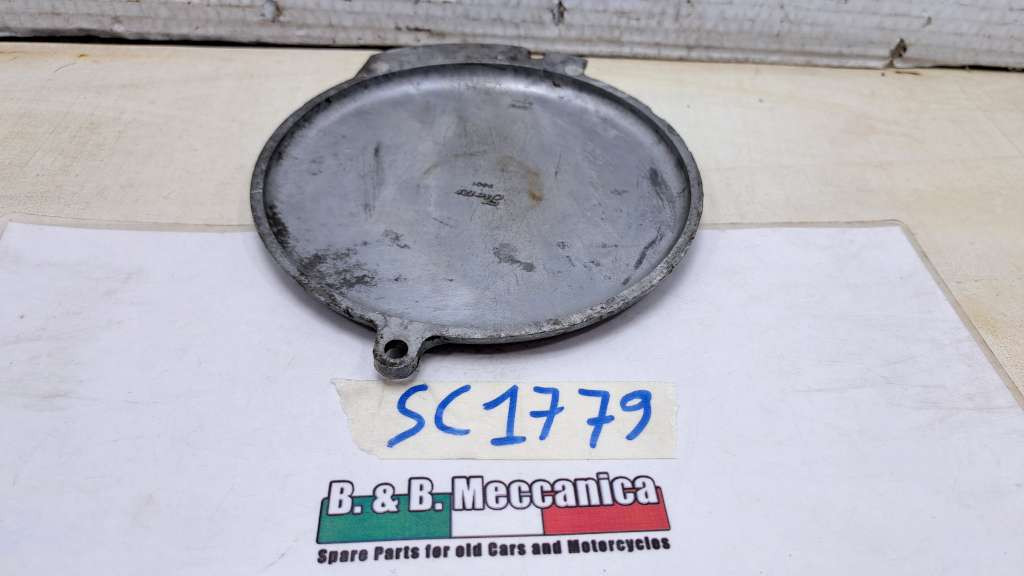 SC1779
B. & B. Meccanica
Spare Parts for old Cars and Motorcycles